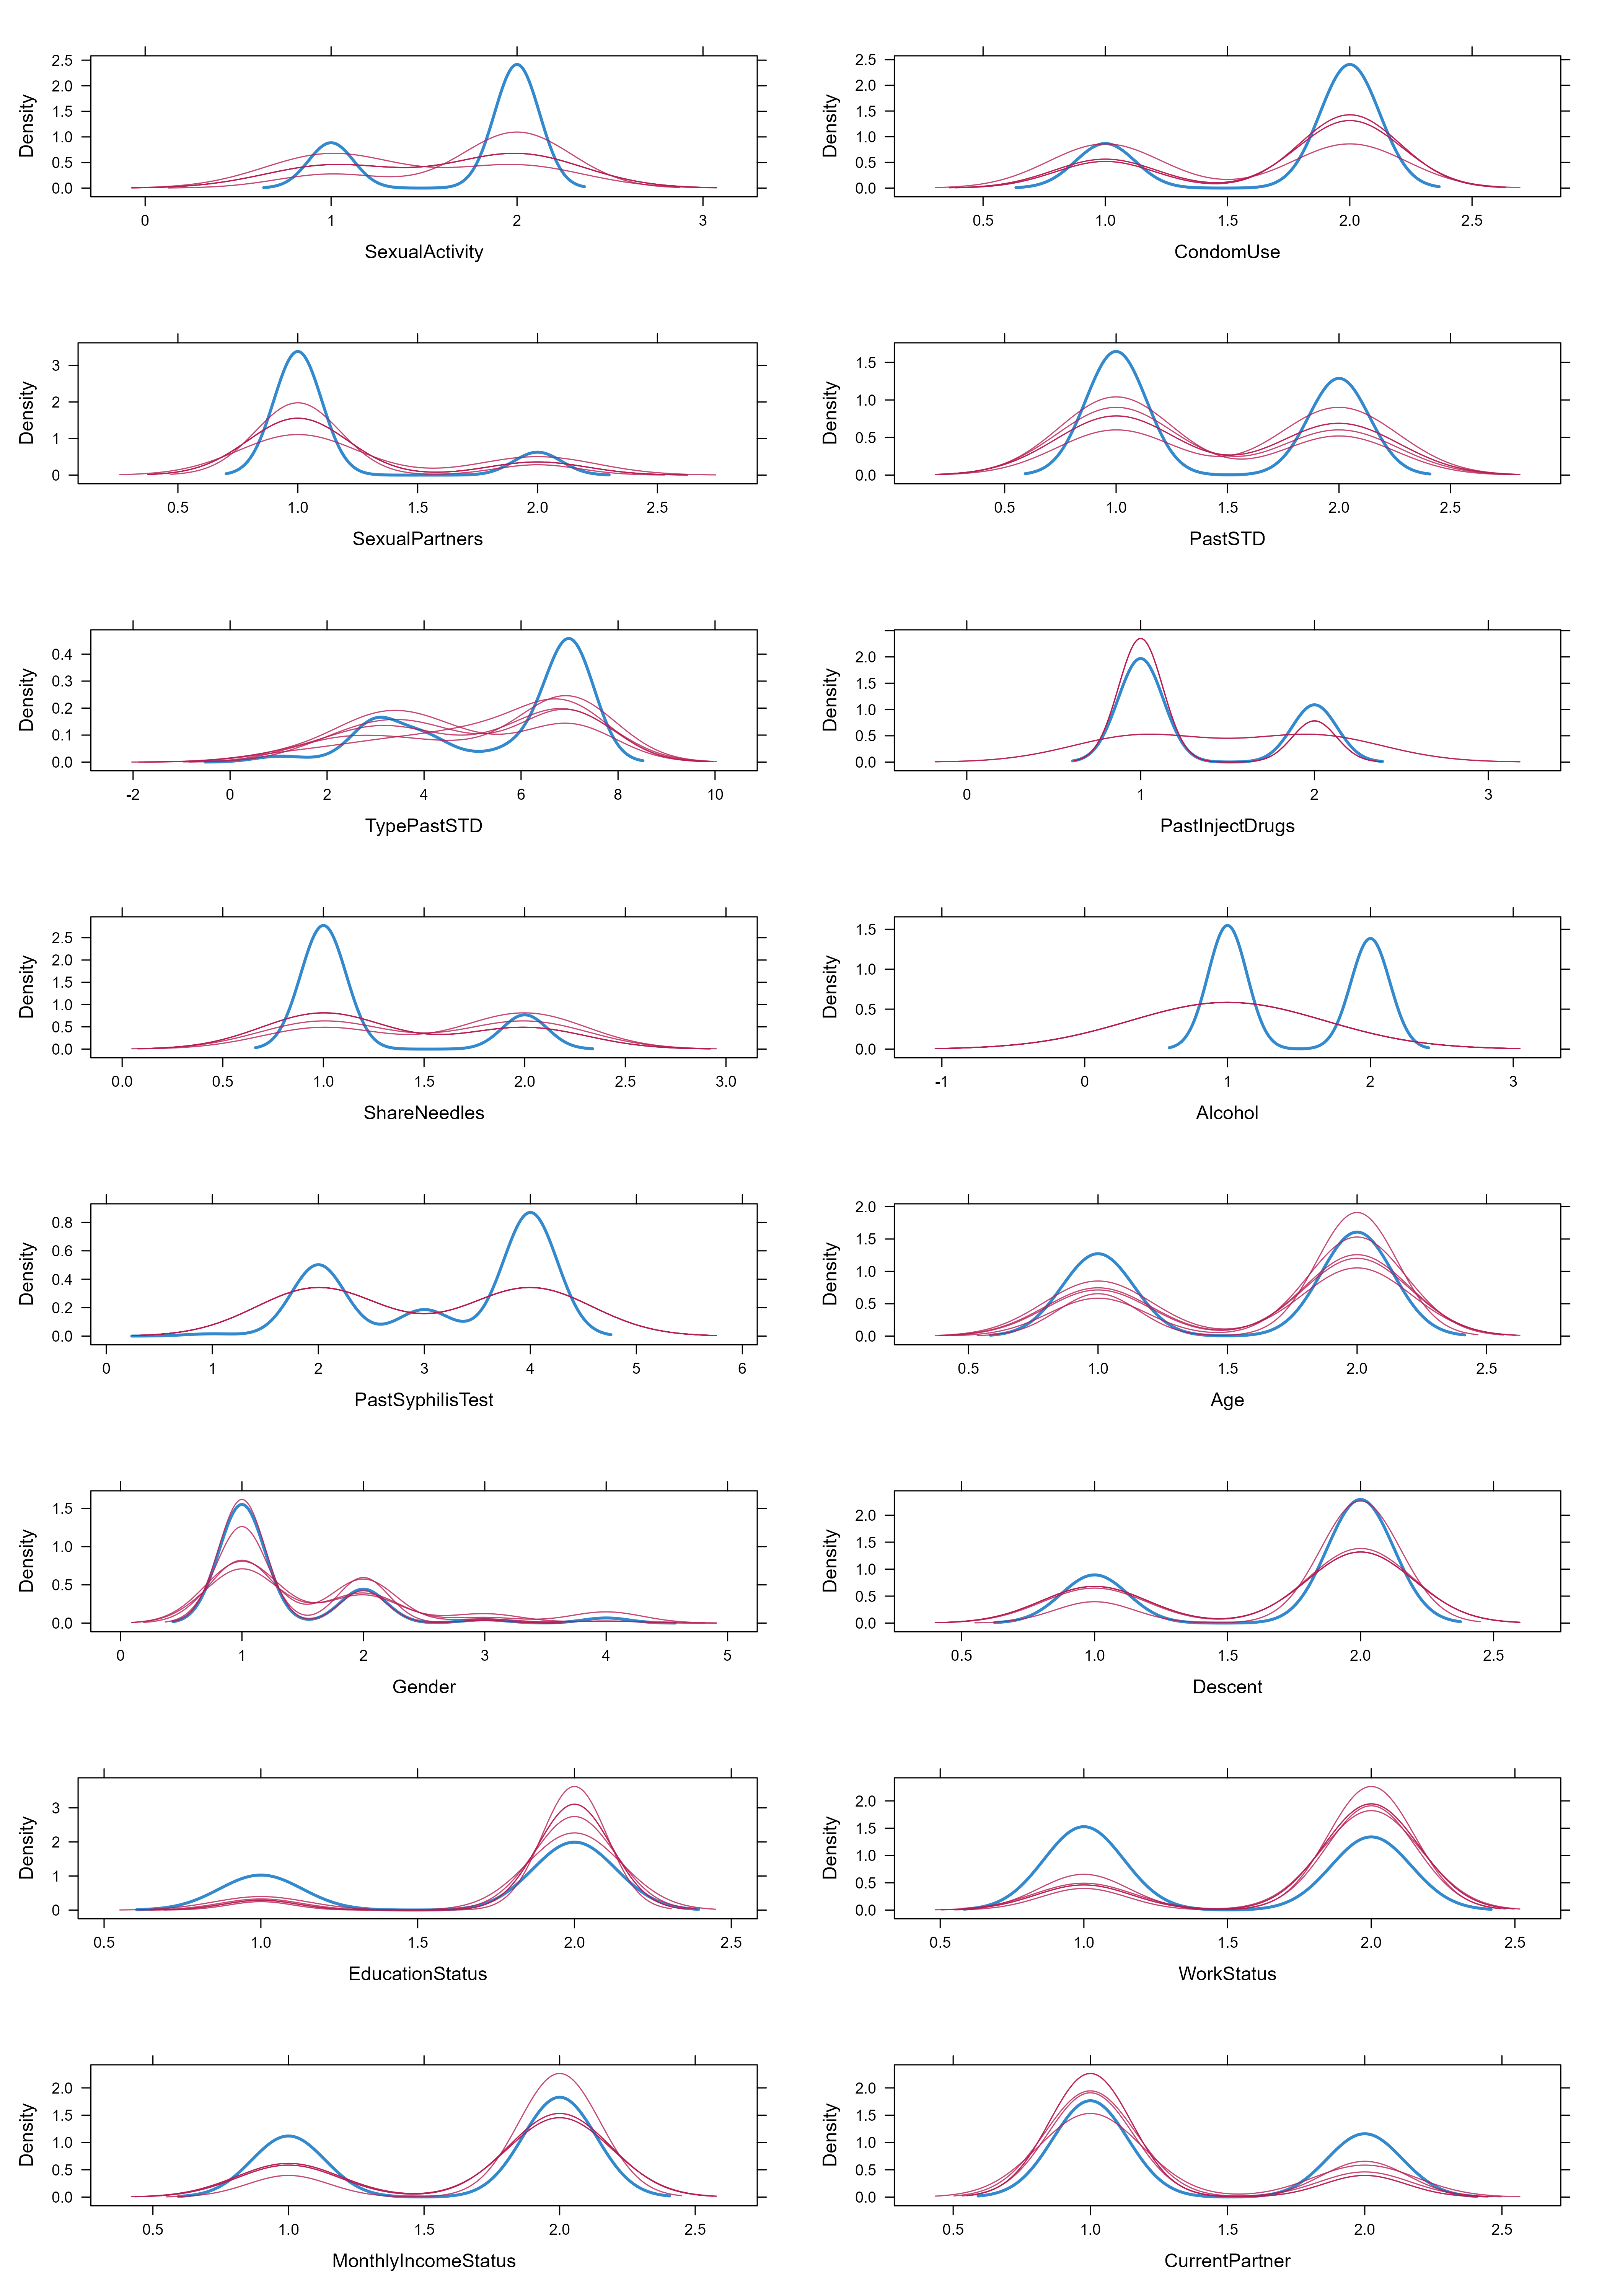 Density
2.5
2.0
1.5
1.0
0.5
0.0
0 1 2 3
SexualActivity
Density
2.5
2.0
1.5
1.0
0.5
0.0
0.5 1.0 1.5 2.0 2.5
CondomUse
Density
3
2
1
0
0.5 1.0 1.5 2.0 2.5
SexualPartners
Density
1.5
1.0
0.5
0.0
0.5 1.0 1.5 2.0 2.5
PastSTD
Density
0.4
0.3
0.2
0.1
0.0
-2 0 2 4 6 8 10
TypePastSTD
Density
2.0
1.5
1.0
0.5
0.0
0 1 2 3
PastInjectDrugs
Density
2.5
2.0
1.5
1.0
0.5
0.0
0.0 0.5 1.0 1.5 2.0 2.5 3.0
ShareNeedles
Density
1.5
1.0
0.5
0.0
-1 0 1 2 3
Alcohol
Density
0.8
0.6
0.4
0.2
0.0
0 1 2 3 4 5 6
PastSyphilisTest
Density
2.0
1.5
1.0
0.5
0.0
0.5 1.0 1.5 2.0 2.5
Age
Density
1.5
1.0
0.5
0.0
0 1 2 3 4 5
Gender
Density
2.0
1.5
1.0
0.5
0.0
0.5 1.0 1.5 2.0 2.5
Descent
Density
3
2
1
0
0.5 1.0 1.5 2.0 2.5
EducationStatus
Density
2.0
1.5
1.0
0.5
0.0
0.5 1.0 1.5 2.0 2.5
WorkStatus
Density
2.0
1.5
1.0
0.5
0.0
0.5 1.0 1.5 2.0 2.5
MonthlyIncomeStatus
Density
2.0
1.5
1.0
0.5
0.0
0.5 1.0 1.5 2.0 2.5
CurrentPartner